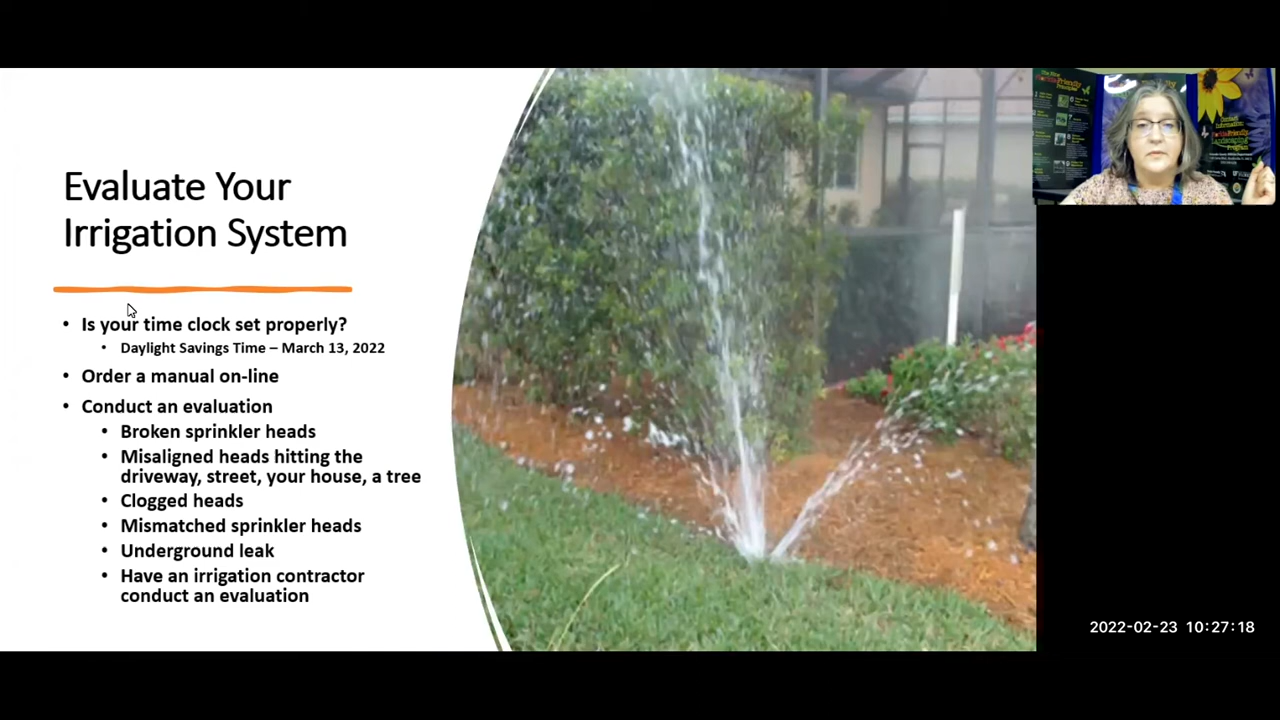 Evaluate Your
Irrigation System
• Is your time clock set properly?
• Daylight Savings Time – March 13, 2022
• Order a manual on-line
• Conduct an evaluation
• Broken sprinkler heads
• Misaligned heads hitting the
driveway, street, your house, a tree
• Clogged heads
• Mismatched sprinkler heads
• Underground leak
• Have an irrigation contractor
conduct an evaluation
Landscaping
Program
2022-02-23 10:27:18